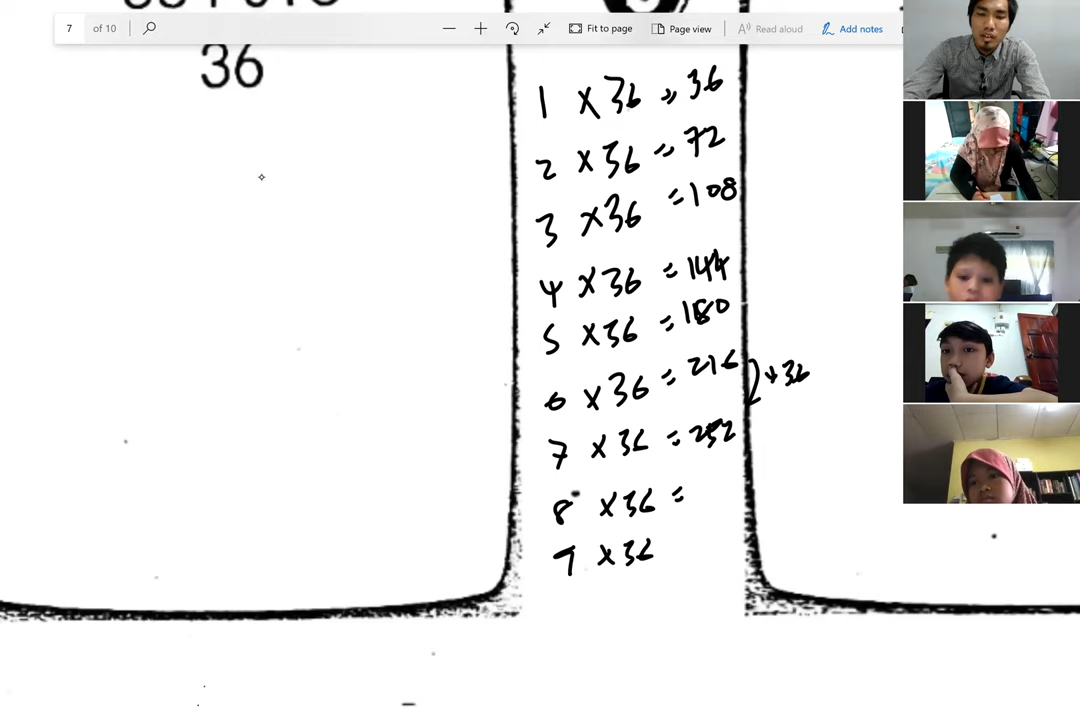 7 of 10 Fit to page Page view Read aloud Add notes
36
1 x 36 = 36
2 x 36 = 72
3 x 36 = 108
4 x 36 = 144
5 x 36 = 180
6 x 36 = 216
+36
7 x 36 = 252
8 x 36 =
9 x 36